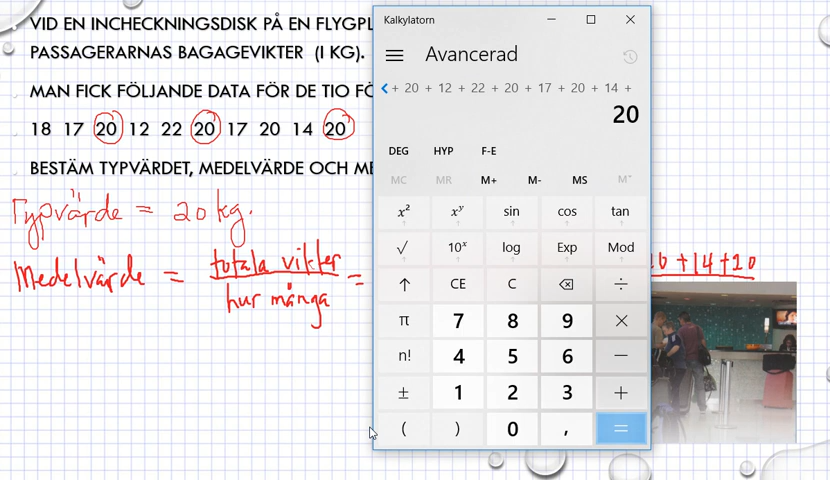 VID EN INCHECKNINGSDISK PÅ EN FLYGPL
PASSAGERARNAS BAGAGEVIKTER (I KG).
MAN FICK FÖLJANDE DATA FÖR DE TIO FÖ
18 17 20 12 22 20 17 20 14 20
BESTÄM TYPVÄRDET, MEDELVÄRDE OCH ME
Typvärde = 20 kg.
Medelvärde = totala vikter =
hur många
+14+20
Kalkylatorn
Avancerad
+ 20 + 12 + 22 + 20 + 17 + 20 + 14 +
20
DEG HYP F-E
MC MR M+ M- MS M˅
x² xʸ sin cos tan
√ 10ˣ log Exp Mod
↑ CE C ⌫ ÷
π 7 8 9 ×
n! 4 5 6 −
± 1 2 3 +
( ) 0 , =